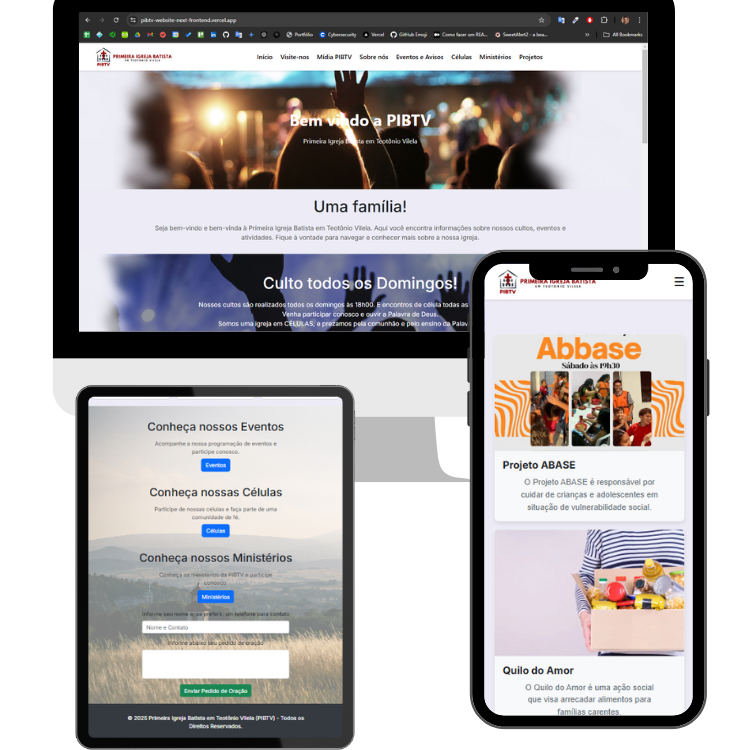 pibtv-website-next-frontend.vercel.app
Portfólio
Cybersecurity
Vercel
GitHub Emoji
Como fazer um REA...
SweetAlert2 - a bea...
All Bookmarks
PRIMEIRA IGREJA BATISTA
EM TEOTÔNIO VILELA
PIBTV
Início Visite-nos Mídia PIBTV Sobre nós Eventos e Avisos Células Ministérios Projetos
Bem vindo a PIBTV
Primeira Igreja Batista em Teotônio Vilela
Uma família!
Seja bem-vindo e bem-vinda à Primeira Igreja Batista em Teotônio Vilela. Aqui você encontra informações sobre nossos cultos, eventos e
atividades. Fique à vontade para navegar e conhecer mais sobre a nossa igreja.
Culto todos os Domingos!
Nossos cultos são realizados todos os domingos às 18h00. E encontros de célula todas as
Venha participar conosco e ouvir a Palavra de Deus.
Somos uma igreja em CÉLULAS, e prezamos pela comunhão e pelo ensino da Palav
Conheça nossos Eventos
Acompanhe a nossa programação de eventos e
participe conosco.
Eventos
Conheça nossas Células
Participe de nossas células e faça parte de uma
comunidade de fé.
Células
Conheça nossos Ministérios
Conheça os ministérios da PIBTV e participe
conosco.
Ministérios
Informe seu nome e, se preferir, um telefone para contato
Nome e Contato
Informe abaixo seu pedido de oração
Enviar Pedido de Oração
© 2025 Primeira Igreja Batista em Teotônio Vilela (PIBTV) - Todos os
Direitos Reservados.
PRIMEIRA IGREJA BATISTA
EM TEOTÔNIO VILELA
PIBTV
Abbase
Sábado às 19h30
Projeto ABASE
O Projeto ABASE é responsável por
cuidar de crianças e adolescentes em
situação de vulnerabilidade social.
Quilo do Amor
O Quilo do Amor é uma ação social
que visa arrecadar alimentos para
famílias carentes.